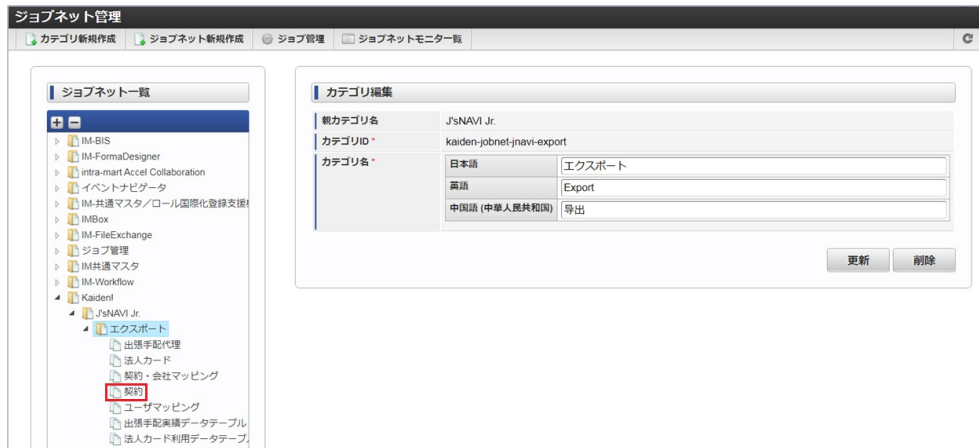 ジョブネット管理
カテゴリ新規作成 ジョブネット新規作成 ジョブ管理 ジョブネットモニタ一覧
ジョブネット一覧
IM-BIS
IM-FormaDesigner
intra-mart Accel Collaboration
イベントナビゲータ
IM-共通マスタ／ロール国際化登録支援
IMBox
IM-FileExchange
ジョブ管理
IM共通マスタ
IM-Workflow
Kaiden!
J'sNAVI Jr.
エクスポート
出張手配代理
法人カード
契約・会社マッピング
契約
ユーザマッピング
出張手配実績データテーブル
法人カード利用データテーブ
カテゴリ編集
親カテゴリ名 J'sNAVI Jr.
カテゴリID * kaiden-jobnet-jnavi-export
カテゴリ名 * 日本語 エクスポート
英語 Export
中国語 (中華人民共和国) 导出
更新 削除